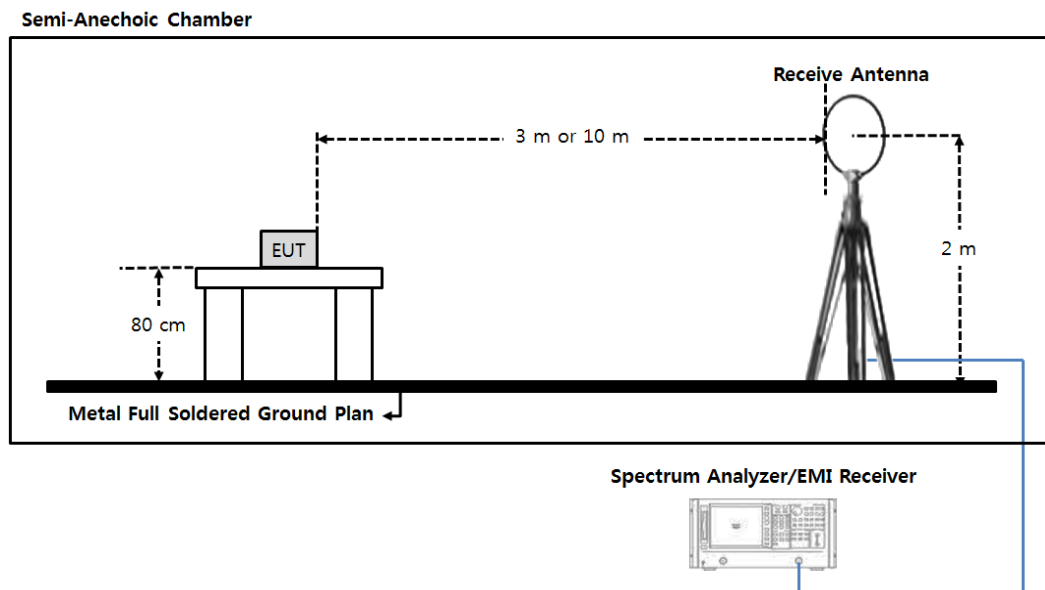 Semi-Anechoic Chamber
Receive Antenna
3 m or 10 m
EUT
2 m
80 cm
Metal Full Soldered Ground Plan
Spectrum Analyzer/EMI Receiver